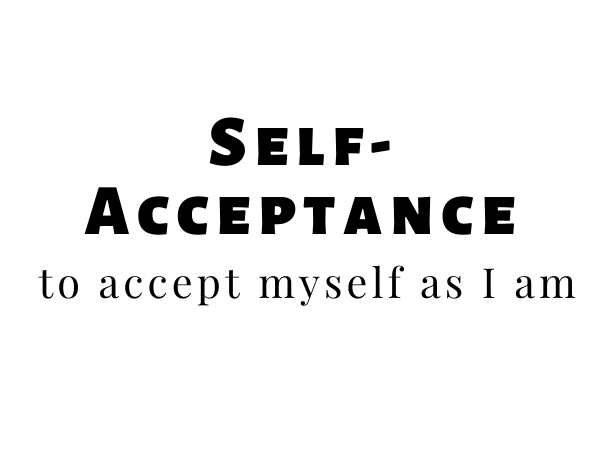 Self-
Acceptance
to accept myself as I am